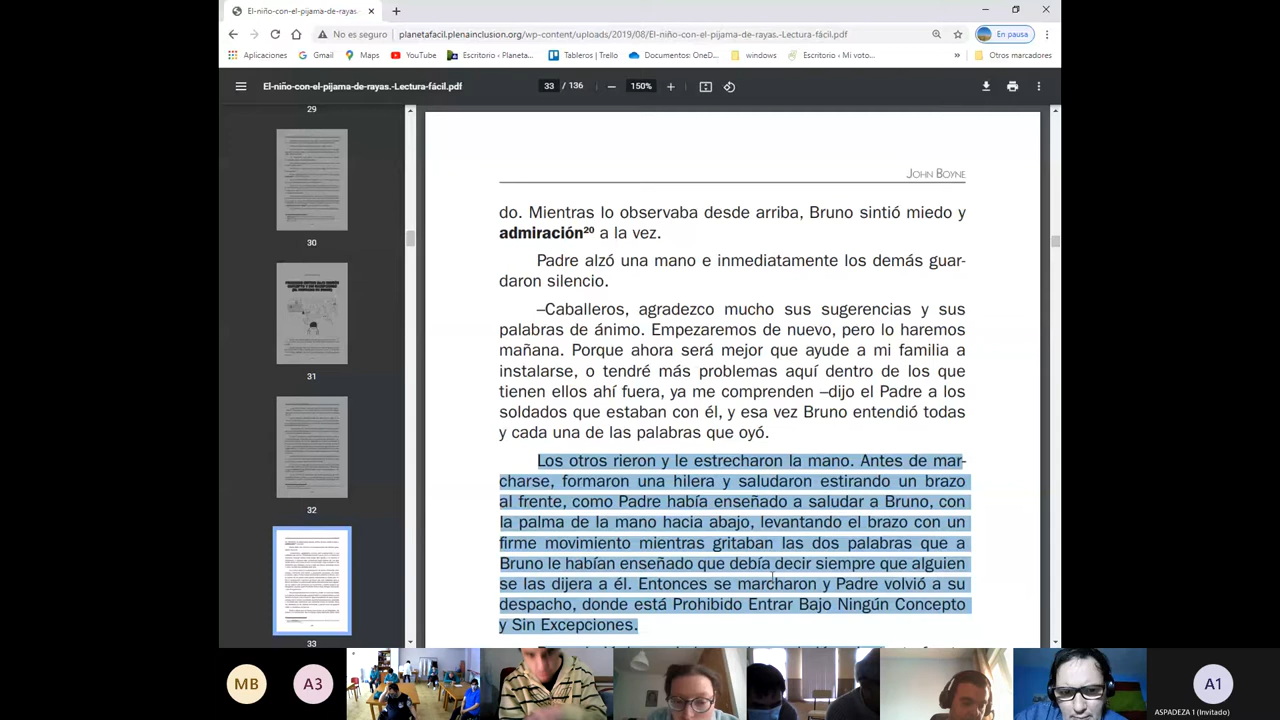 El-niño-con-el-pijama-de-rayas.-
No es seguro
planetafacil.plenainclusion.org/wp-content/uploads/2019/08/El-niño-con-el-pijama-de-rayas.-Lectura-fácil.pdf
En pausa
Aplicaciones
Gmail
Maps
YouTube
Escritorio < Planeta...
Tableros | Trello
Documentos: OneD...
windows
Escritorio < Mi voto...
»
Otros marcadores
El-niño-con-el-pijama-de-rayas.-Lectura-fácil.pdf
33 / 136
150%
29
30
31
32
33
JOHN BOYNE
do. Mientras lo observaba desde arriba, Bruno sintió miedo y
admiración²⁰ a la vez.
Padre alzó una mano e inmediatamente los demás guar-
daron silencio.
–Caballeros, agradezco mucho sus sugerencias y sus
palabras de ánimo. Empezaremos de nuevo, pero lo haremos
mañana. Porque ahora será mejor que ayude a mi familia a
instalarse, o tendré más problemas aquí dentro de los que
tienen ellos ahí fuera, ya me comprenden –dijo el Padre a los
soldados que estaban con él, y esa vez Bruno entendió todas
y cada una de las palabras que oyó.
Los otros rieron y le estrecharon la mano. Antes de mar-
charse, formaron una hilera y saludaron estirando un brazo
al frente, como Padre había enseñado a saludar a Bruno, con
la palma de la mano hacia abajo, levantando el brazo con un
firme movimiento mientras gritaban las dos palabras que a
Bruno le habían enseñado que debía decir siempre que alguien
se las dijera a él. Entonces se marcharon y Padre volvió a su
despacho, donde está Prohibido Entrar Bajo Ningún Concepto
y Sin Excepciones.
MB
A3
A1
ASPADEZA 1 (Invitado)